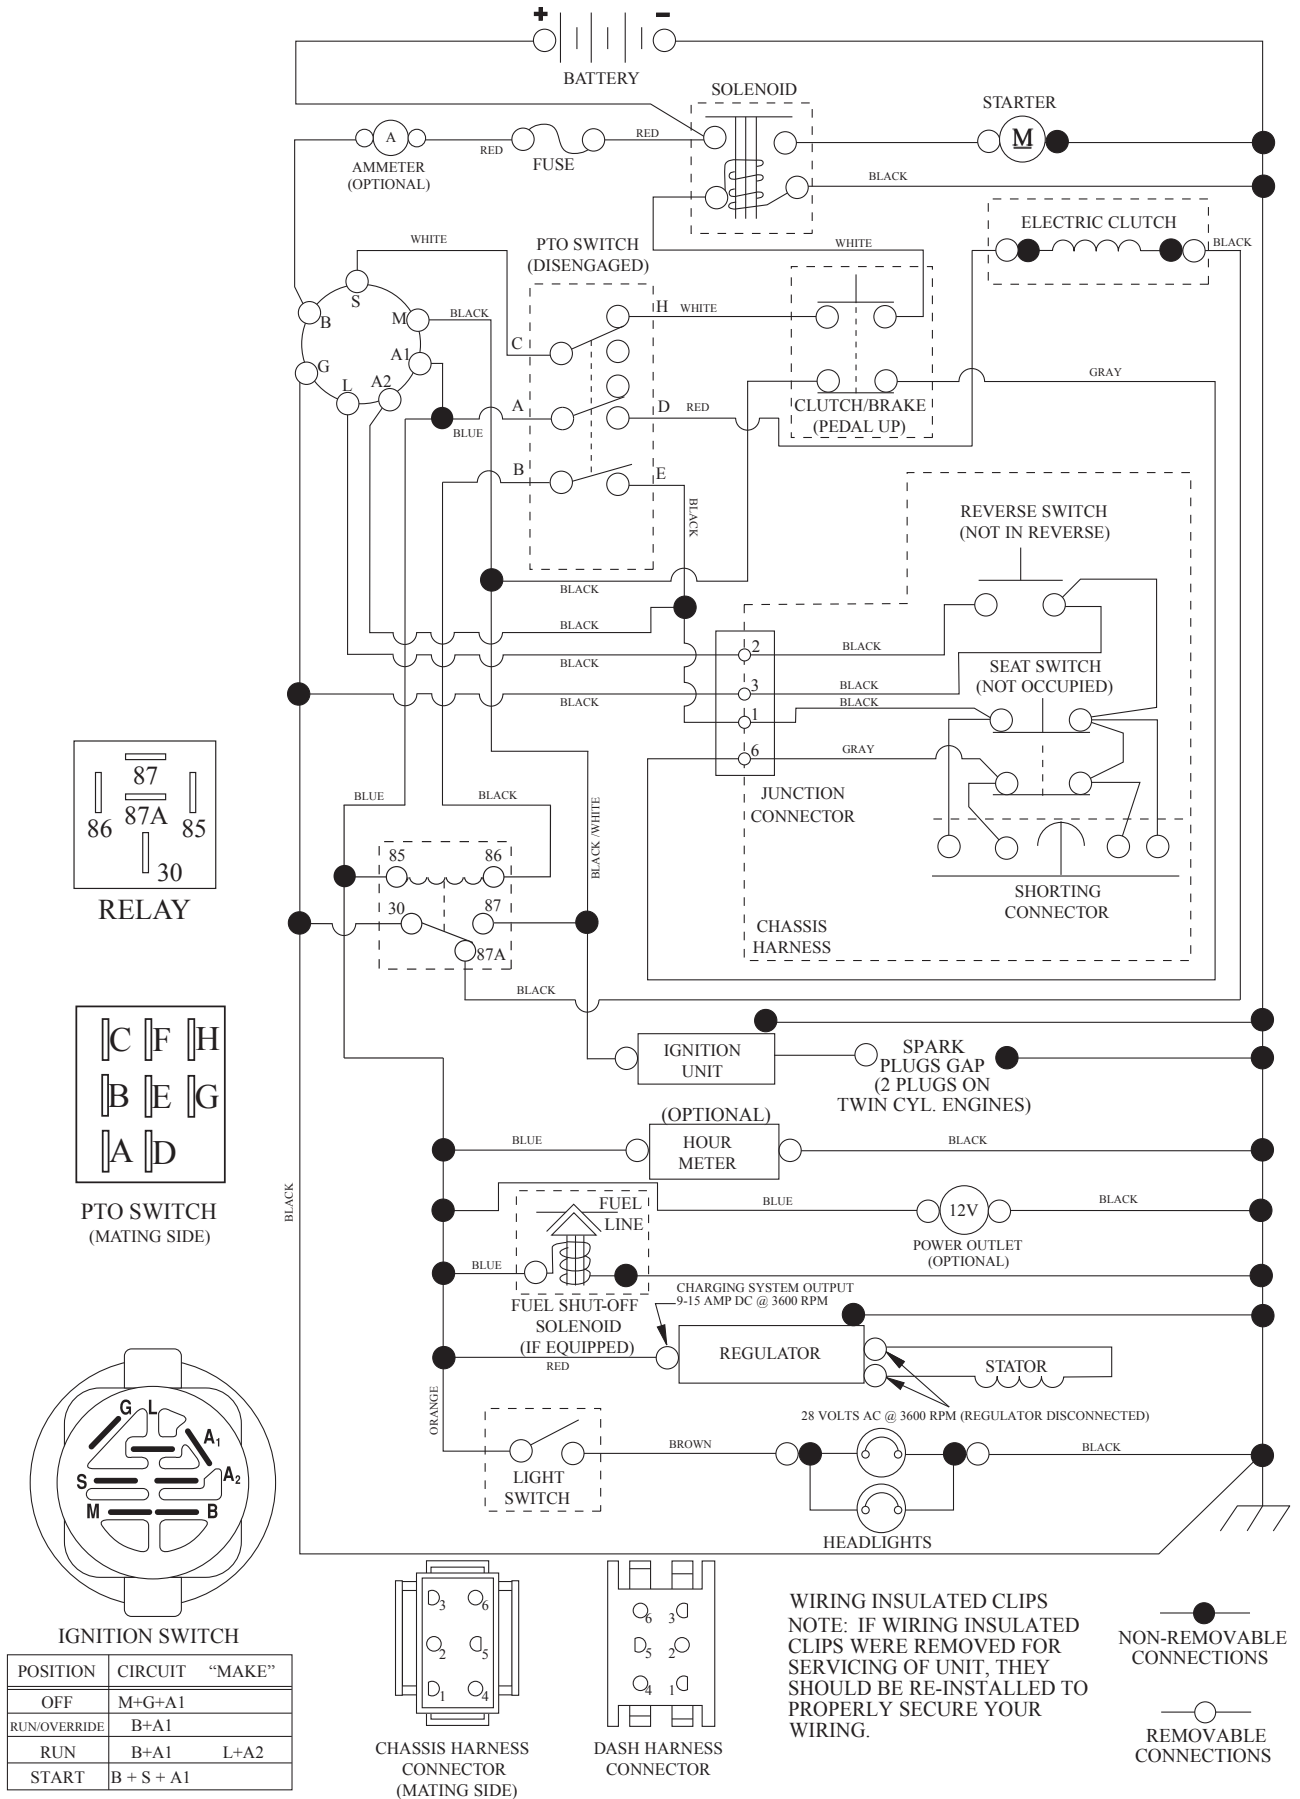 + −
BATTERY
SOLENOID
STARTER
A
AMMETER
(OPTIONAL)
RED
FUSE
RED
M
BLACK
WHITE
PTO SWITCH
(DISENGAGED)
WHITE
ELECTRIC CLUTCH
BLACK
S
B
M
BLACK
G
A1
L
A2
C
H
WHITE
A
BLUE
D
RED
B
E
BLACK
CLUTCH/BRAKE
(PEDAL UP)
GRAY
REVERSE SWITCH
(NOT IN REVERSE)
BLACK
BLACK
BLACK
BLACK
2
BLACK
3
BLACK
1
BLACK
6
GRAY
SEAT SWITCH
(NOT OCCUPIED)
JUNCTION
CONNECTOR
SHORTING
CONNECTOR
CHASSIS
HARNESS
87
86
87A
85
30
RELAY
BLUE
BLACK
BLACK /WHITE
85
86
30
87
87A
BLACK
C F H
B E G
A D
PTO SWITCH
(MATING SIDE)
BLACK
IGNITION
UNIT
SPARK
PLUGS GAP
(2 PLUGS ON
TWIN CYL. ENGINES)
(OPTIONAL)
BLUE
HOUR
METER
BLACK
FUEL
LINE
BLUE
12V
BLACK
POWER OUTLET
(OPTIONAL)
BLUE
FUEL SHUT-OFF
SOLENOID
(IF EQUIPPED)
RED
CHARGING SYSTEM OUTPUT
9-15 AMP DC @ 3600 RPM
REGULATOR
STATOR
28 VOLTS AC @ 3600 RPM (REGULATOR DISCONNECTED)
ORANGE
LIGHT
SWITCH
BROWN
BLACK
HEADLIGHTS
G L
A1
S
A2
M
B
IGNITION SWITCH
POSITION CIRCUIT “MAKE”
OFF M+G+A1
RUN/OVERRIDE B+A1
RUN B+A1 L+A2
START B + S + A1
3 6
2 5
1 4
CHASSIS HARNESS
CONNECTOR
(MATING SIDE)
6 3
5 2
4 1
DASH HARNESS
CONNECTOR
WIRING INSULATED CLIPS
NOTE: IF WIRING INSULATED
CLIPS WERE REMOVED FOR
SERVICING OF UNIT, THEY
SHOULD BE RE-INSTALLED TO
PROPERLY SECURE YOUR
WIRING.
NON-REMOVABLE
CONNECTIONS
REMOVABLE
CONNECTIONS